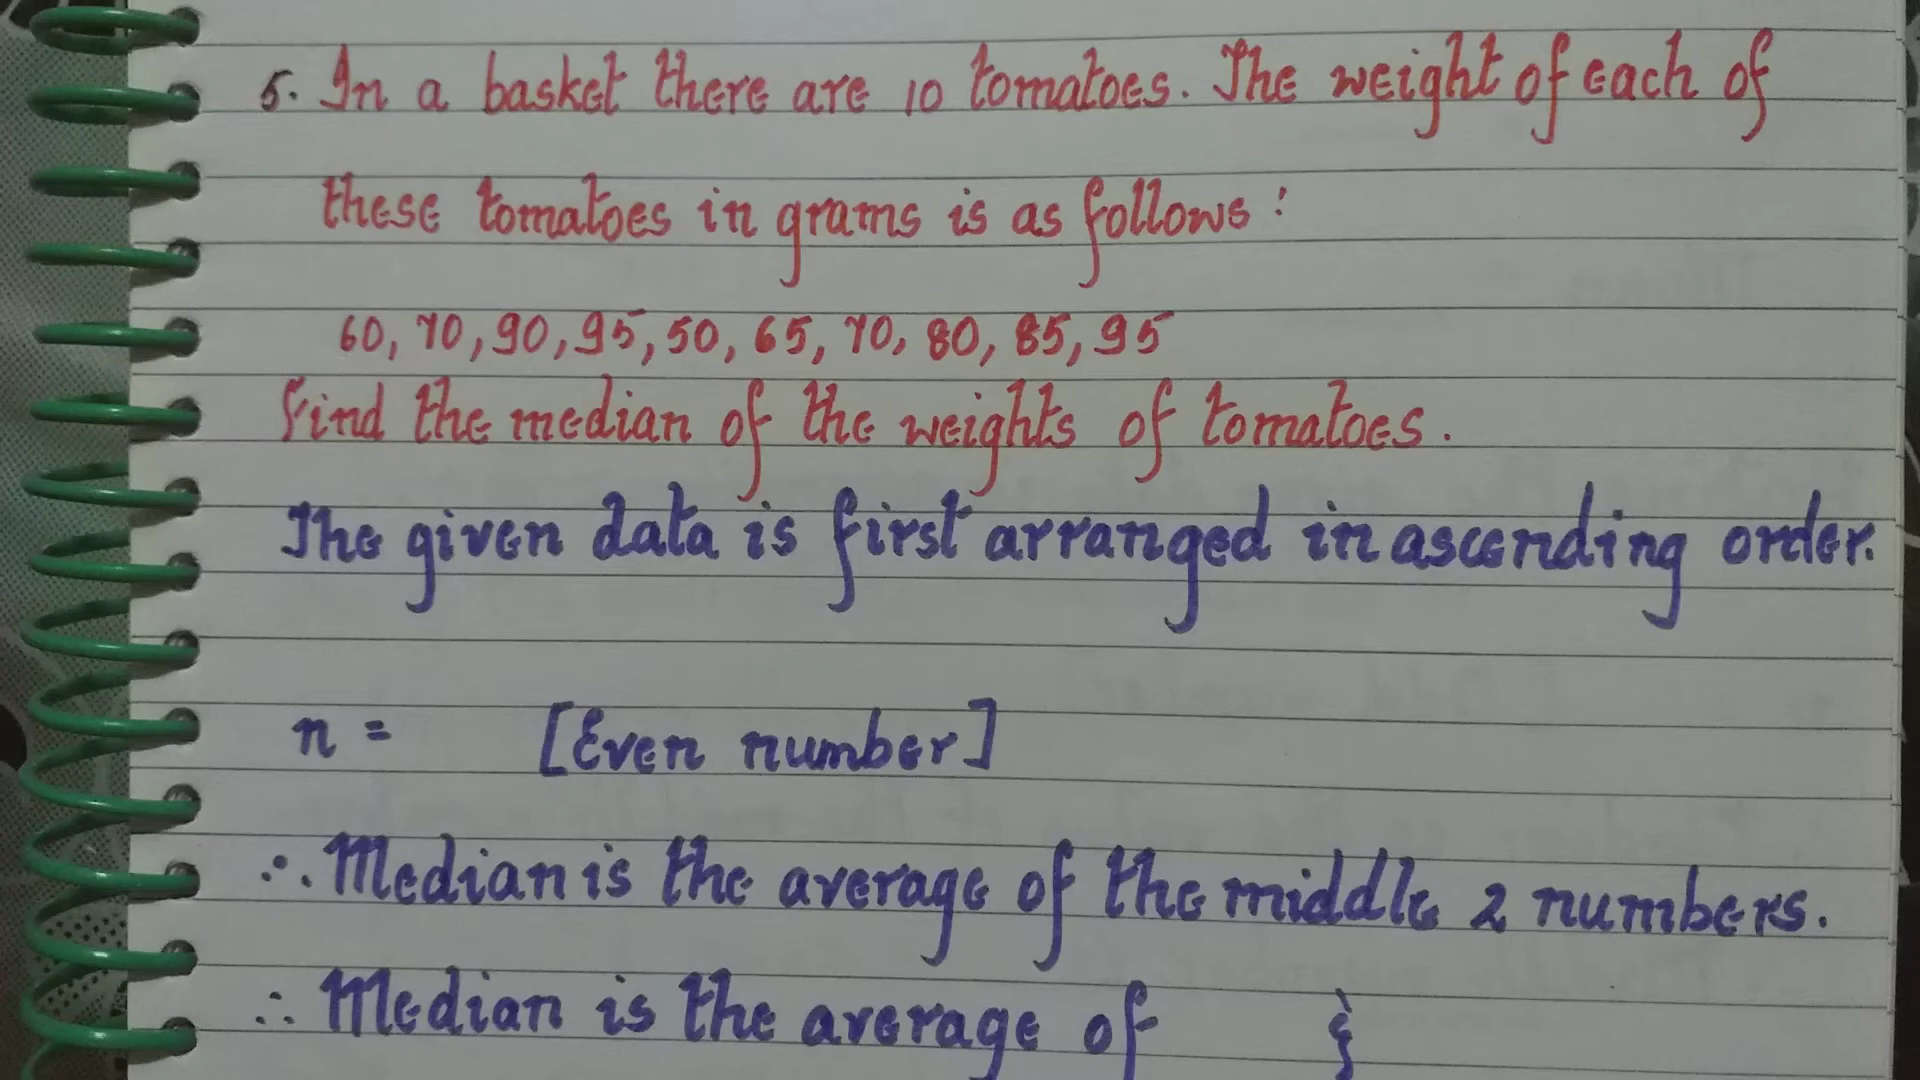 5. In a basket there are 10 tomatoes. The weight of each of
these tomatoes in grams is as follows:
60, 70, 90, 95, 50, 65, 70, 80, 85, 95
Find the median of the weights of tomatoes.
The given data is first arranged in ascending order.
n = [Even number]
∴ Median is the average of the middle 2 numbers.
∴ Median is the average of }